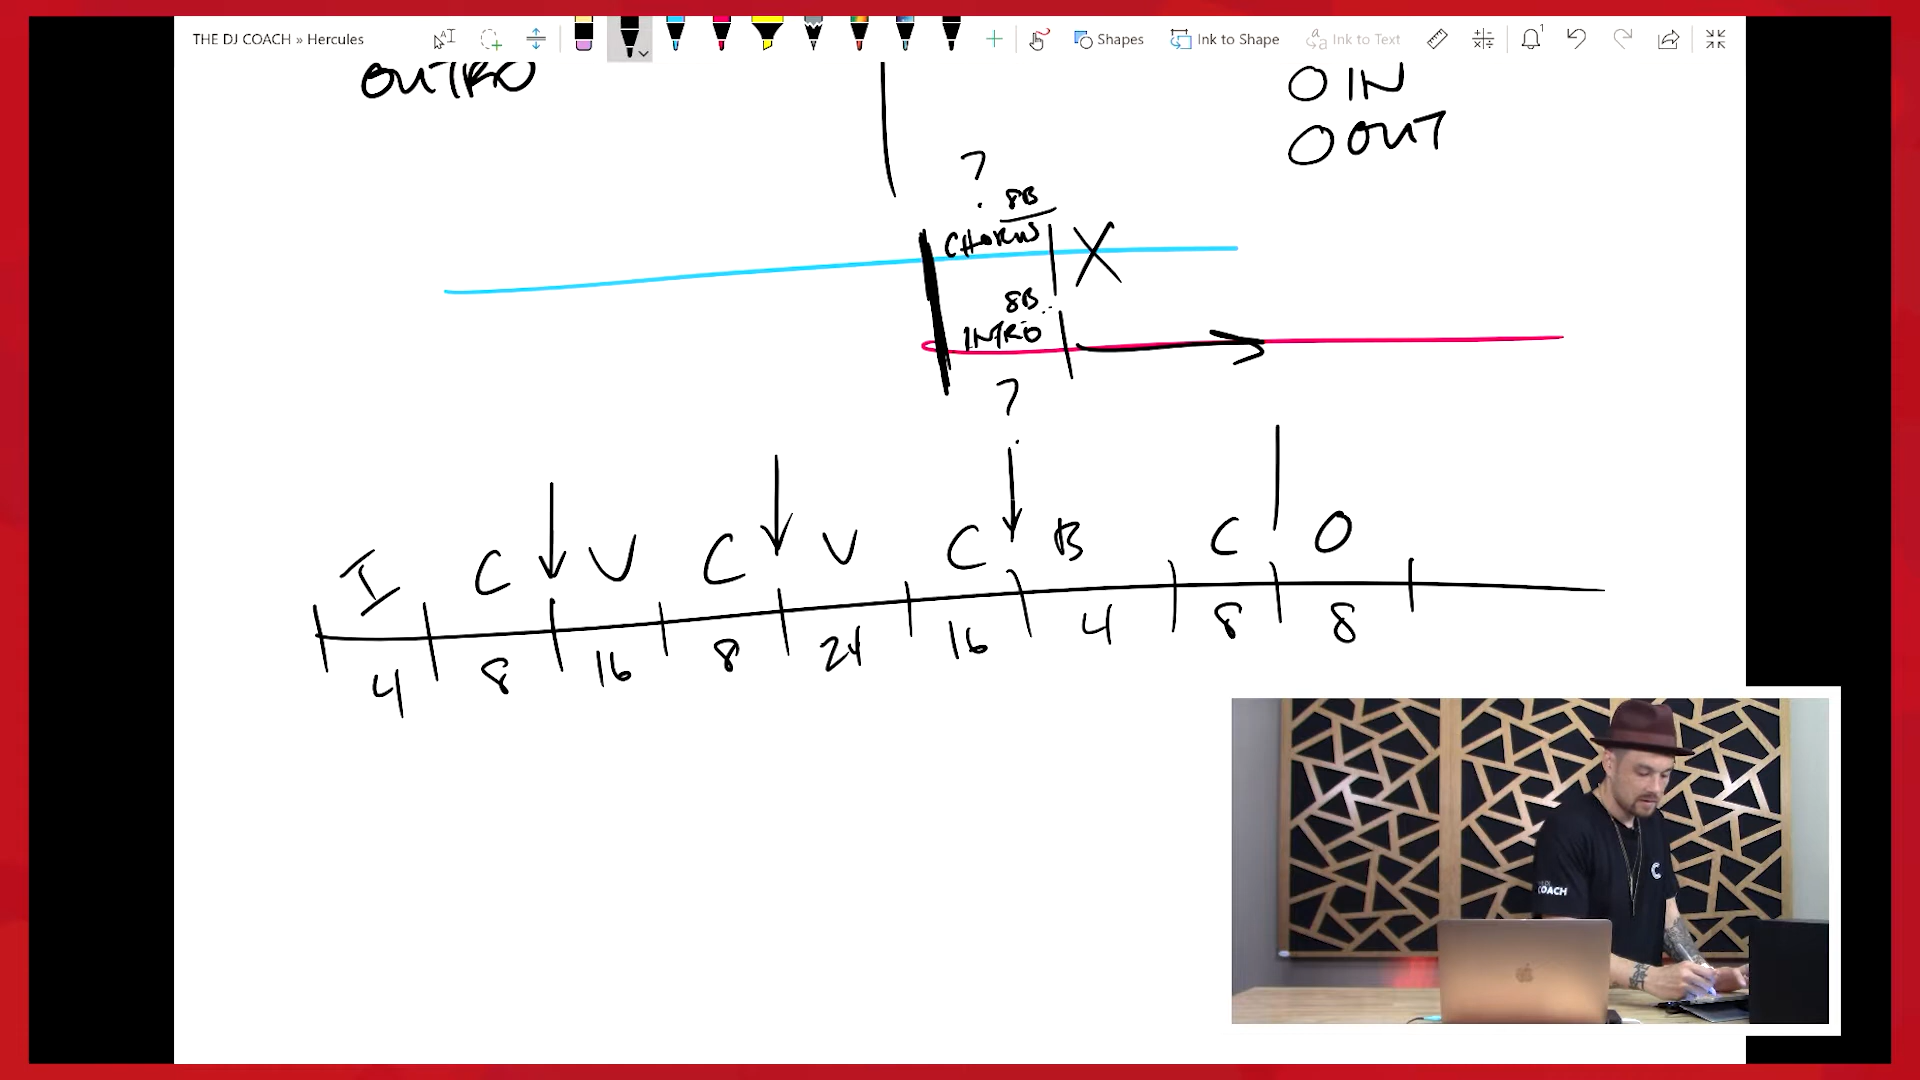 THE DJ COACH » Hercules
Shapes
Ink to Shape
Ink to Text
OUTRO
O IN
O OUT
?
8B
CHORUS
X
8B
INTRO
?
I C V C V C B C O
4 8 16 8 24 16 4 8 8
C
COACH